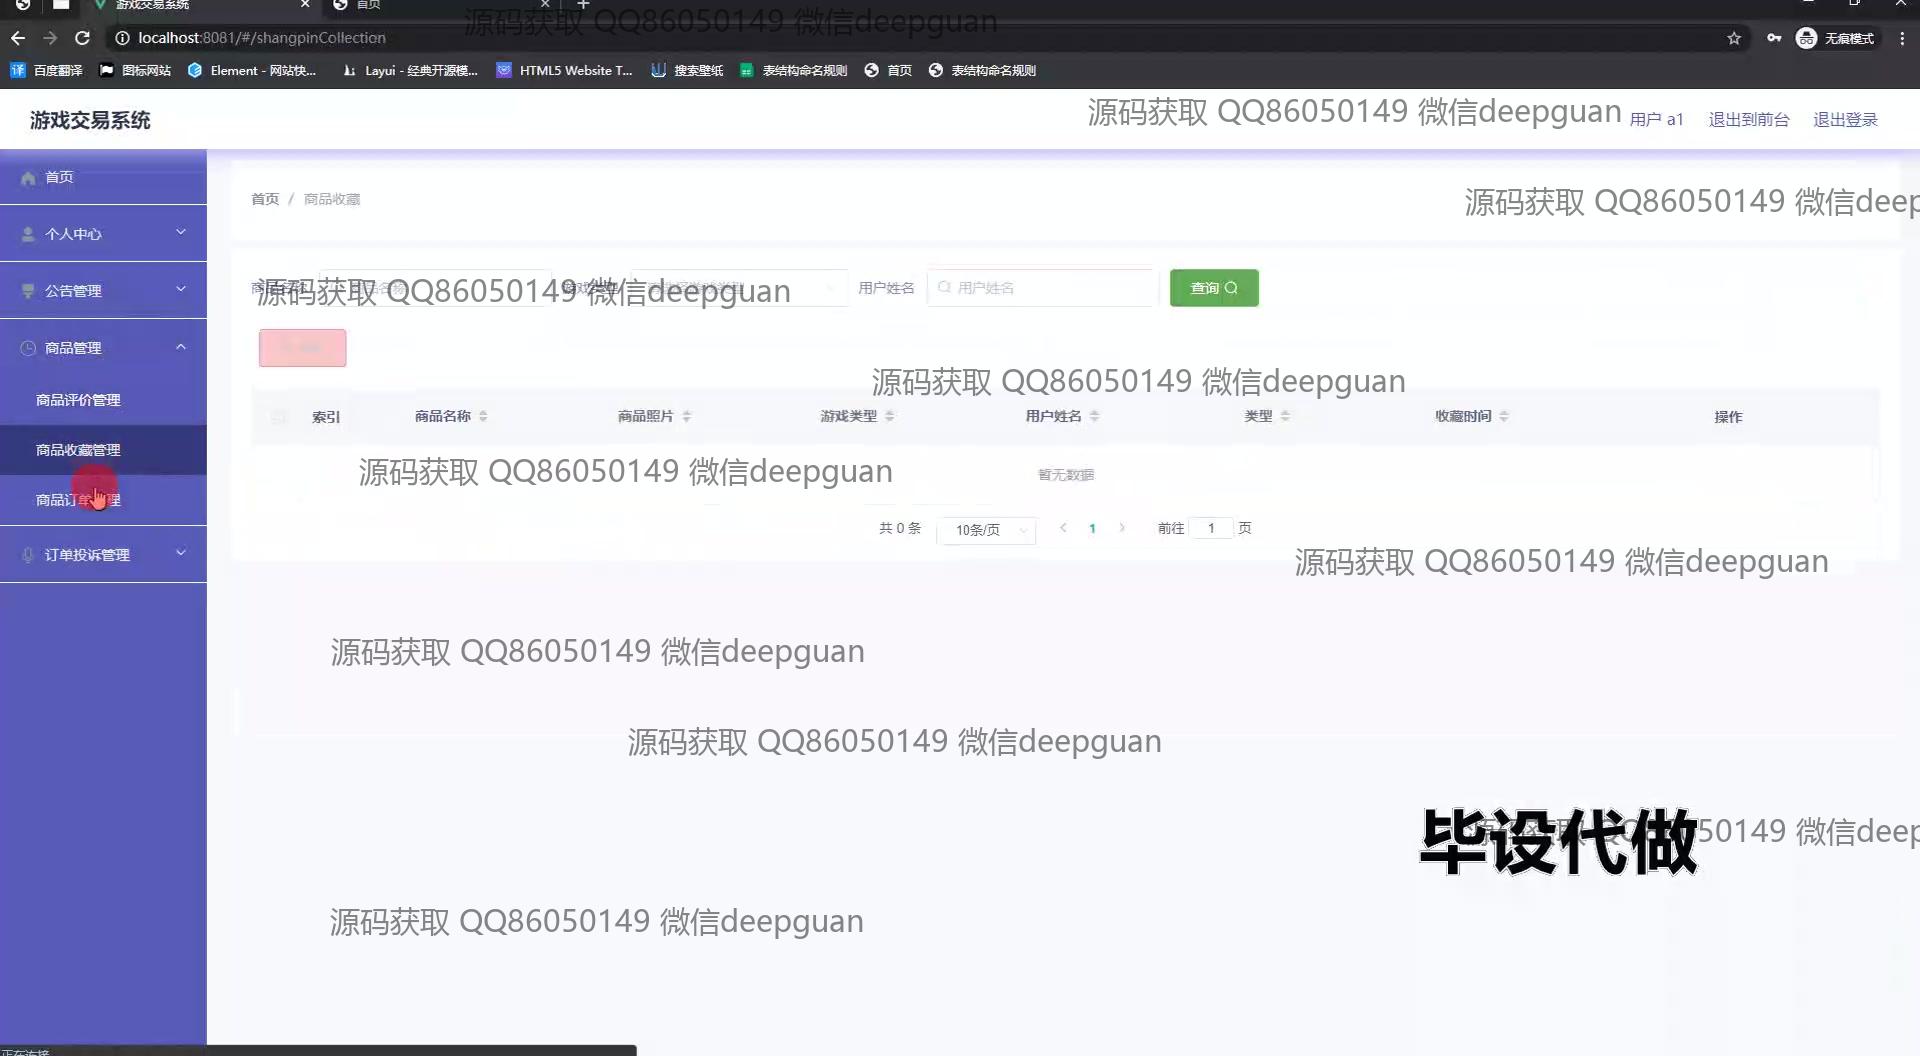 游戏交易系统
首页
源码获取 QQ86050149 微信deepguan
localhost:8081/#/shangpinCollection
无痕模式
百度翻译
图标网站
Element - 网站快...
Layui - 经典开源模...
HTML5 Website T...
搜索壁纸
表结构命名规则
首页
表结构命名规则
游戏交易系统
源码获取 QQ86050149 微信deepguan
用户 a1
退出到前台
退出登录
首页
个人中心
公告管理
商品管理
商品评价管理
商品收藏管理
商品订单管理
订单投诉管理
首页 / 商品收藏
源码获取 QQ86050149 微信deep
源码获取 QQ86050149 微信deepguan
用户姓名
用户姓名
查询
源码获取 QQ86050149 微信deepguan
索引
商品名称
商品照片
游戏类型
用户姓名
类型
收藏时间
操作
源码获取 QQ86050149 微信deepguan
暂无数据
共 0 条
10条/页
1
前往 1 页
源码获取 QQ86050149 微信deepguan
源码获取 QQ86050149 微信deepguan
源码获取 QQ86050149 微信deepguan
毕设代做
50149 微信deep
源码获取 QQ86050149 微信deepguan